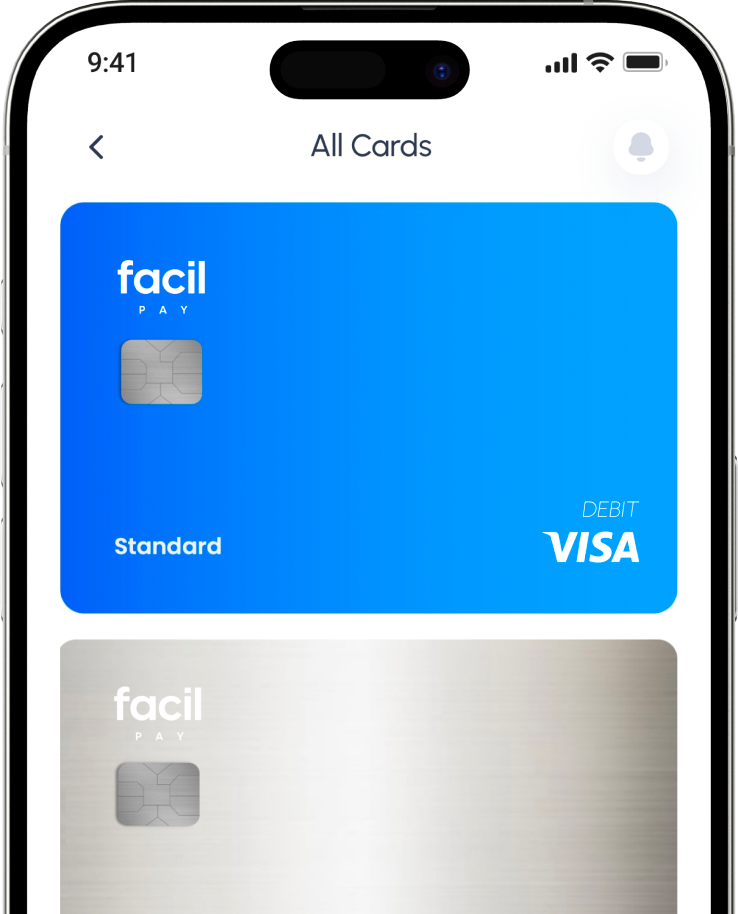 9:41
All Cards
facil
PAY
Standard
DEBIT
VISA
facil
PAY